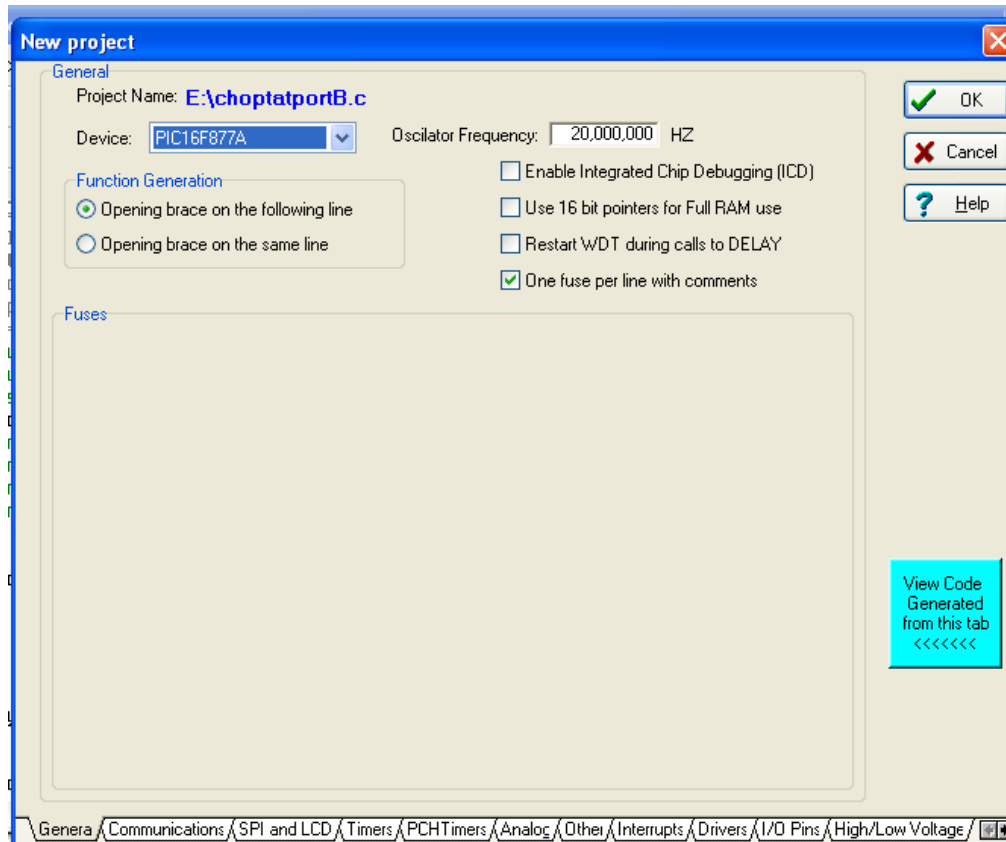 New project
General
Project Name: E:\choptatportB.c
Device: PIC16F877A
Oscilator Frequency: 20,000,000 HZ
Function Generation
Opening brace on the following line
Opening brace on the same line
Enable Integrated Chip Debugging (ICD)
Use 16 bit pointers for Full RAM use
Restart WDT during calls to DELAY
One fuse per line with comments
Fuses
OK
Cancel
Help
View Code
Generated
from this tab
<<<<<<<
Genera Communications SPI and LCD Timers PCHTimers Analog Other Interrupts Drivers I/O Pins High/Low Voltage